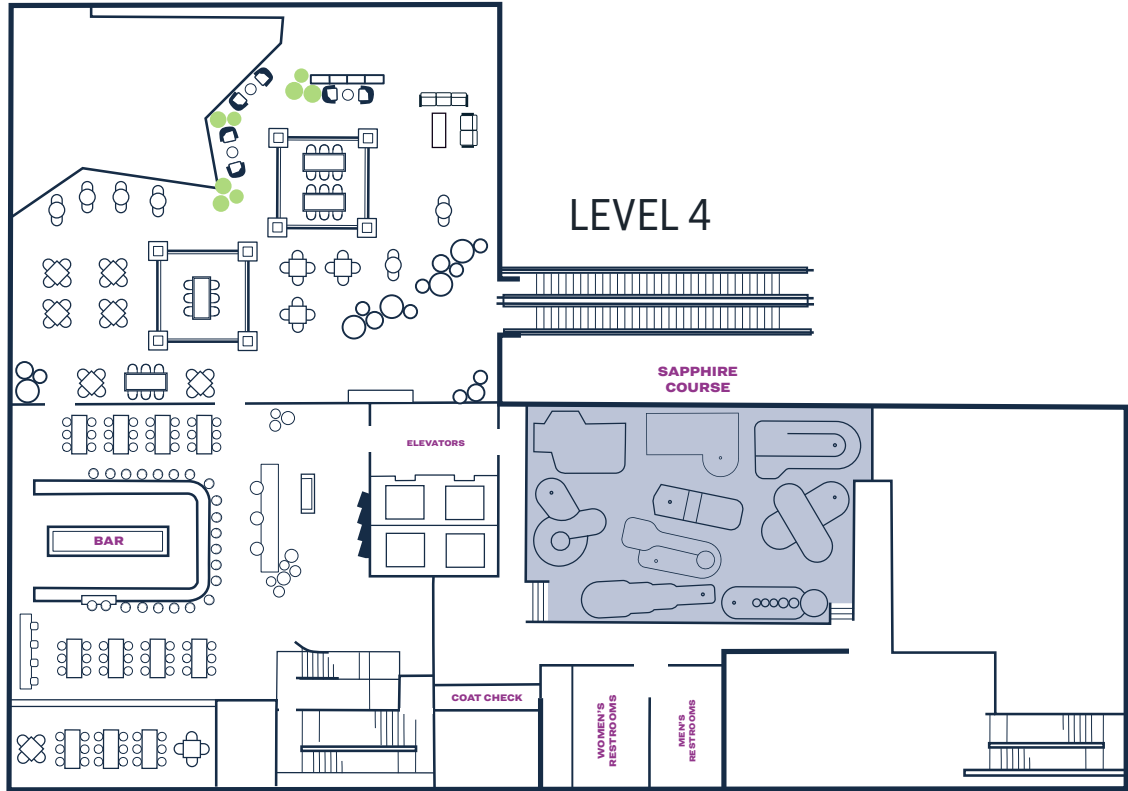 LEVEL 4
SAPPHIRE
COURSE
ELEVATORS
BAR
COAT CHECK
WOMEN'S
RESTROOMS
MEN'S
RESTROOMS